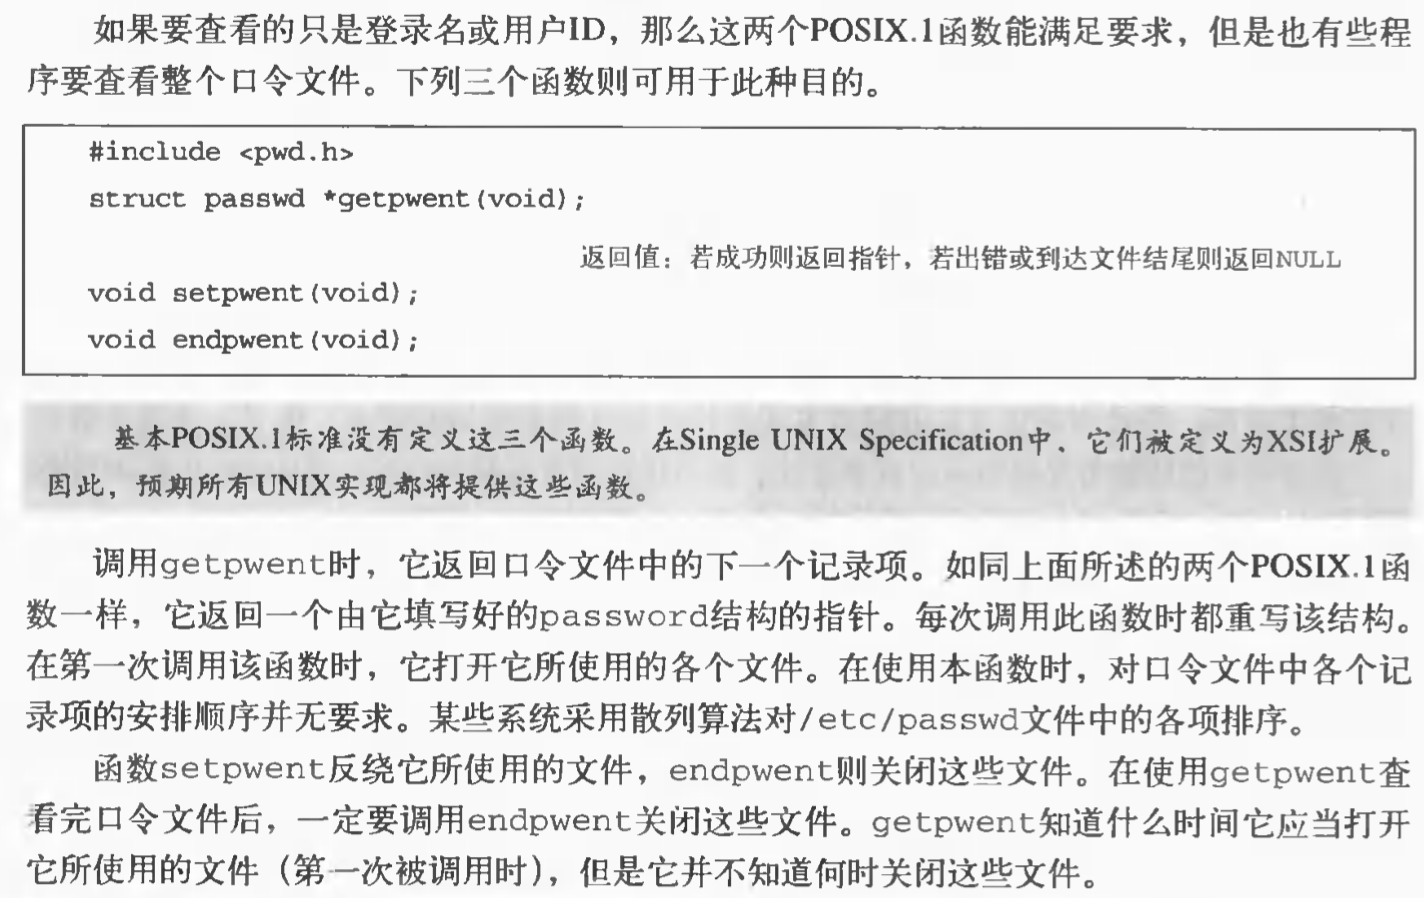 如果要查看的只是登录名或用户ID，那么这两个POSIX.1函数能满足要求，但是也有些程
序要查看整个口令文件。下列三个函数则可用于此种目的。
#include <pwd.h>
struct passwd *getpwent(void);
返回值：若成功则返回指针，若出错或到达文件结尾则返回NULL
void setpwent(void);
void endpwent(void);
基本POSIX.1标准没有定义这三个函数。在Single UNIX Specification中，它们被定义为XSI扩展。
因此，预期所有UNIX实现都将提供这些函数。
调用getpwent时，它返回口令文件中的下一个记录项。如同上面所述的两个POSIX.1函
数一样，它返回一个由它填写好的password结构的指针。每次调用此函数时都重写该结构。
在第一次调用该函数时，它打开它所使用的各个文件。在使用本函数时，对口令文件中各个记
录项的安排顺序并无要求。某些系统采用散列算法对/etc/passwd文件中的各项排序。
函数setpwent反绕它所使用的文件，endpwent则关闭这些文件。在使用getpwent查
看完口令文件后，一定要调用endpwent关闭这些文件。getpwent知道什么时间它应当打开
它所使用的文件（第一次被调用时），但是它并不知道何时关闭这些文件。